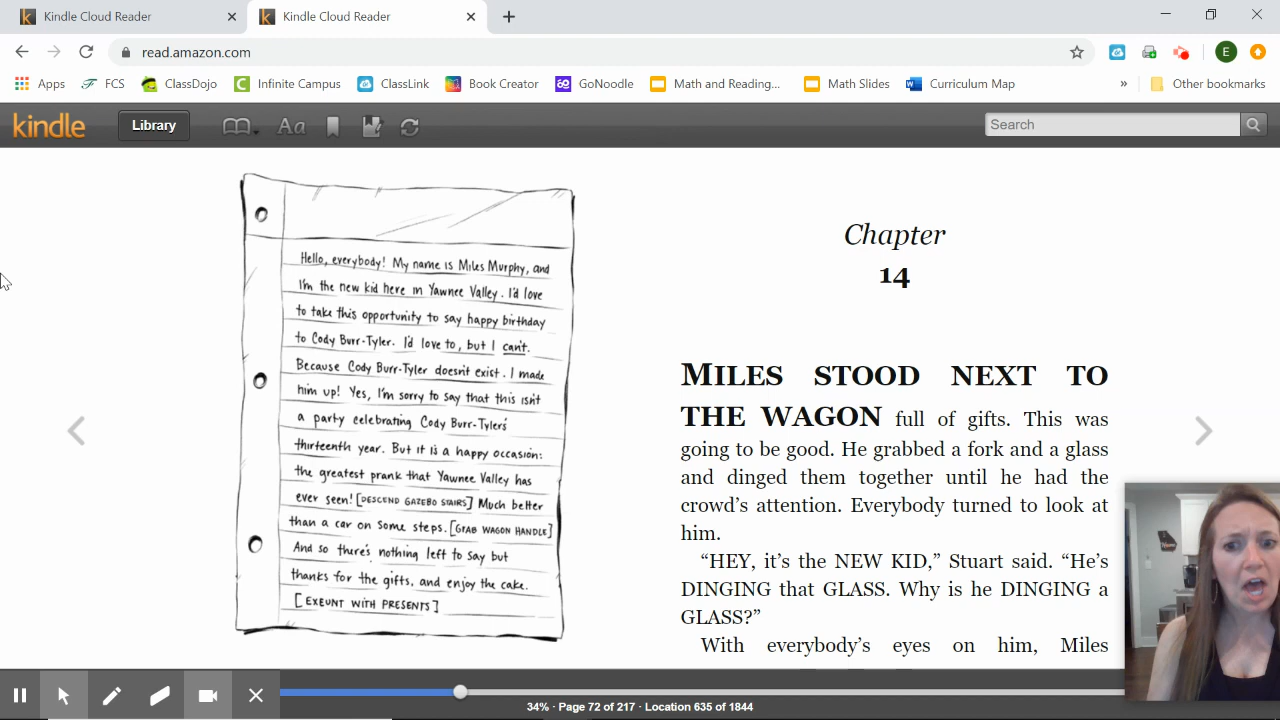 Kindle Cloud Reader
Kindle Cloud Reader
read.amazon.com
E
Apps FCS ClassDojo Infinite Campus ClassLink Book Creator GoNoodle Math and Reading... Math Slides Curriculum Map » Other bookmarks
kindle Library Aa Search
Hello, everybody! My name is Miles Murphy, and
I'm the new kid here in Yawnee Valley. I'd love
to take this opportunity to say happy birthday
to Cody Burr-Tyler. I'd love to, but I can't.
Because Cody Burr-Tyler doesn't exist. I made
him up! Yes, I'm sorry to say that this isn't
a party celebrating Cody Burr-Tyler's
thirteenth year. But it is a happy occasion:
the greatest prank that Yawnee Valley has
ever seen! [DESCEND GAZEBO STAIRS] Much better
than a car on some steps. [GRAB WAGON HANDLE]
And so there's nothing left to say but
thanks for the gifts, and enjoy the cake.
[EXEUNT WITH PRESENTS]
Chapter
14
MILES STOOD NEXT TO
THE WAGON full of gifts. This was
going to be good. He grabbed a fork and a glass
and dinged them together until he had the
crowd's attention. Everybody turned to look at
him.
"HEY, it's the NEW KID," Stuart said. "He's
DINGING that GLASS. Why is he DINGING a
GLASS?"
With everybody's eyes on him, Miles
34% · Page 72 of 217 · Location 635 of 1844